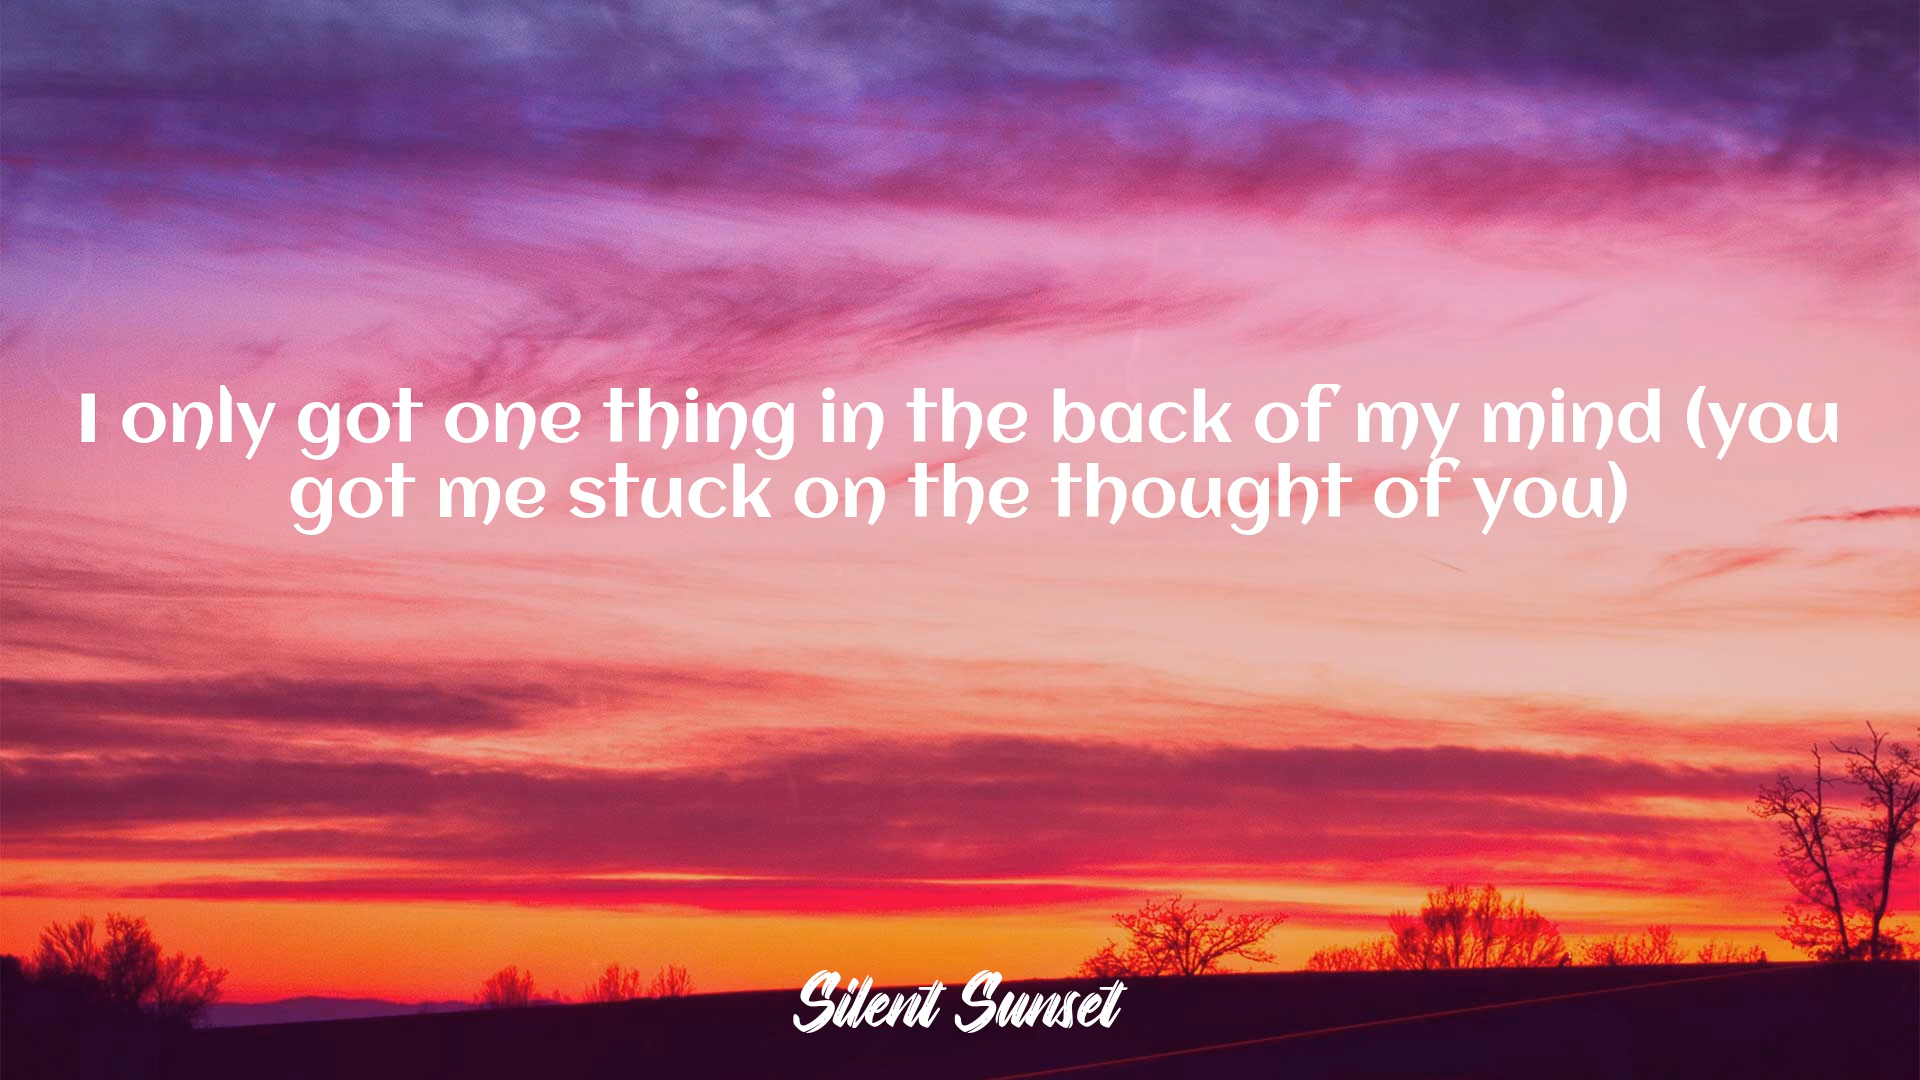 I only got one thing in the back of my mind (you
got me stuck on the thought of you)
Silent Sunset